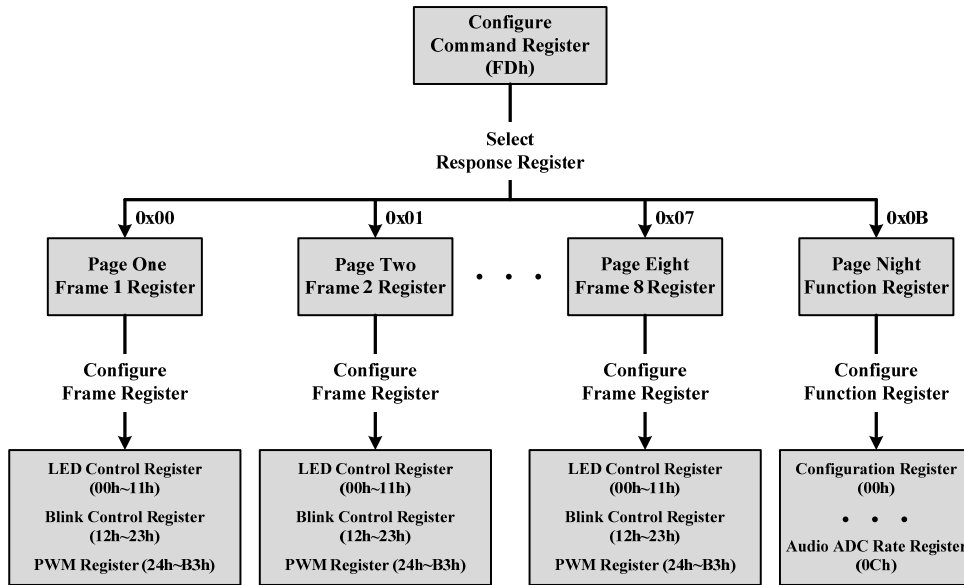 Configure
Command Register
(FDh)
Select
Response Register
0x00
0x01
0x07
0x0B
Page One
Frame 1 Register
Page Two
Frame 2 Register
. . .
Page Eight
Frame 8 Register
Page Night
Function Register
Configure
Frame Register
Configure
Frame Register
Configure
Frame Register
Configure
Function Register
LED Control Register
(00h~11h)
Blink Control Register
(12h~23h)
PWM Register (24h~B3h)
LED Control Register
(00h~11h)
Blink Control Register
(12h~23h)
PWM Register (24h~B3h)
LED Control Register
(00h~11h)
Blink Control Register
(12h~23h)
PWM Register (24h~B3h)
Configuration Register
(00h)
. . .
Audio ADC Rate Register
(0Ch)